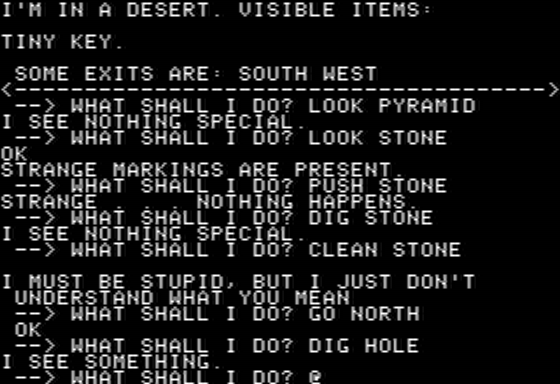 I'M IN A DESERT. VISIBLE ITEMS:
TINY KEY.
SOME EXITS ARE: SOUTH WEST
<--------------------------------------->
--> WHAT SHALL I DO? LOOK PYRAMID
I SEE NOTHING SPECIAL.
--> WHAT SHALL I DO? LOOK STONE
OK
STRANGE MARKINGS ARE PRESENT.
--> WHAT SHALL I DO? PUSH STONE
STRANGE . . . NOTHING HAPPENS.
--> WHAT SHALL I DO? DIG STONE
I SEE NOTHING SPECIAL.
--> WHAT SHALL I DO? CLEAN STONE
I MUST BE STUPID, BUT I JUST DON'T
UNDERSTAND WHAT YOU MEAN
--> WHAT SHALL I DO? GO NORTH
OK
--> WHAT SHALL I DO? DIG HOLE
I SEE SOMETHING.
--> WHAT SHALL I DO? @